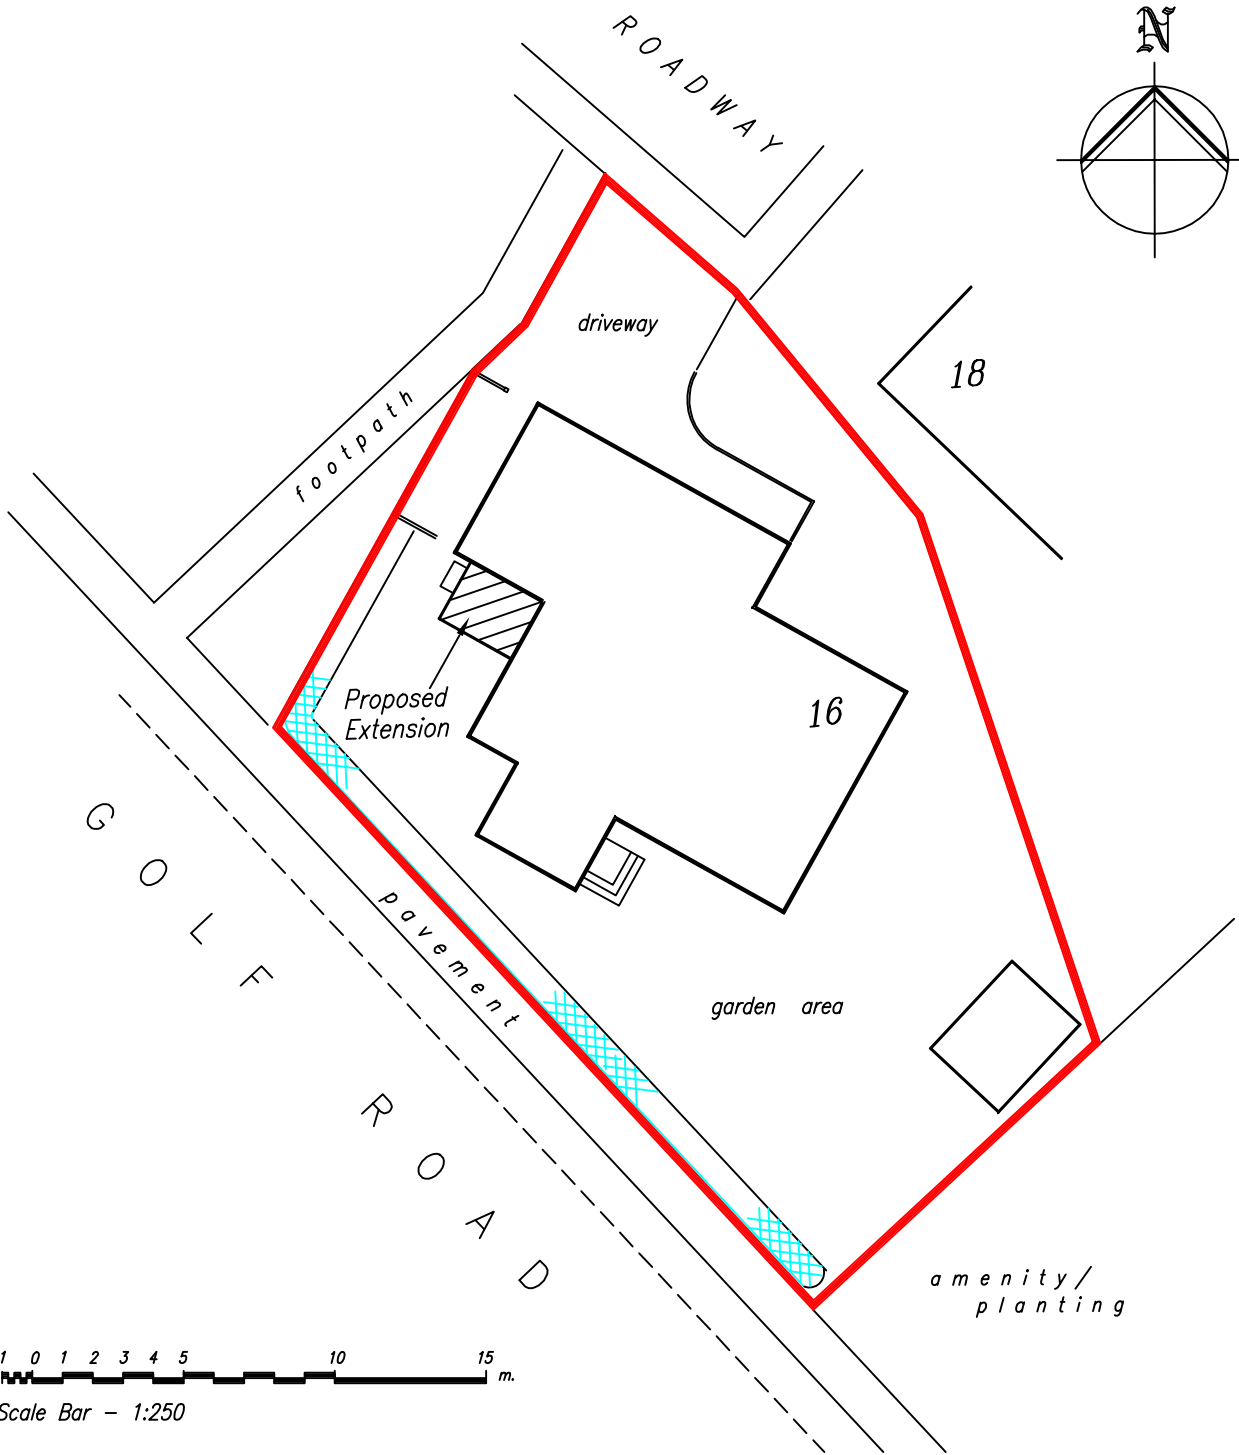 N
ROADWAY
driveway
18
footpath
Proposed
Extension
16
GOLF ROAD
pavement
garden area
amenity/
planting
1 0 1 2 3 4 5 10 15 m.
Scale Bar - 1:250